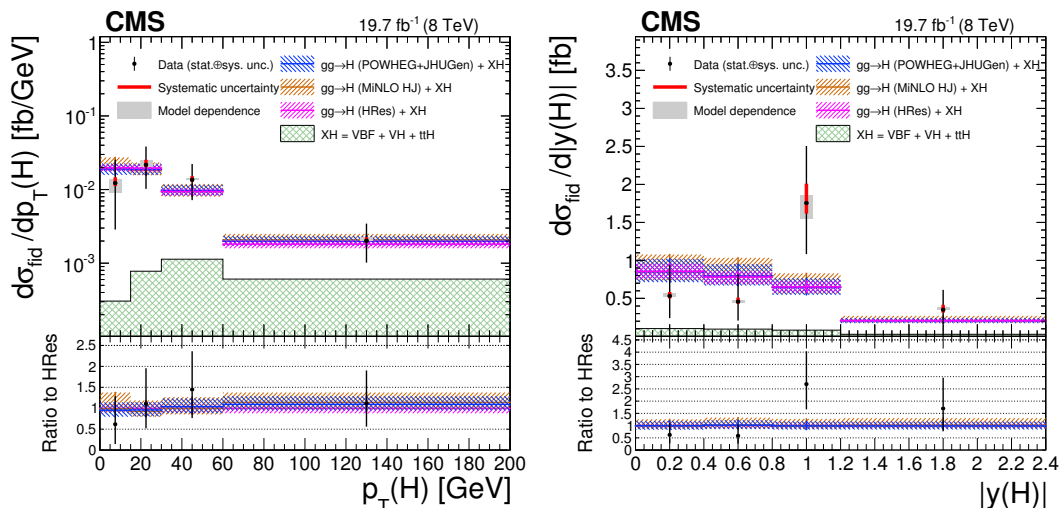 CMS 19.7 fb⁻¹ (8 TeV)
Data (stat.⊕sys. unc.)
Systematic uncertainty
Model dependence
gg→H (POWHEG+JHUGen) + XH
gg→H (MiNLO HJ) + XH
gg→H (HRes) + XH
XH = VBF + VH + ttH
dσ_fid/dp_T(H) [fb/GeV]
1
10⁻¹
10⁻²
10⁻³
Ratio to HRes
2.5
2
1.5
1
0.5
0
0 20 40 60 80 100 120 140 160 180 200
p_T(H) [GeV]
CMS 19.7 fb⁻¹ (8 TeV)
Data (stat.⊕sys. unc.)
Systematic uncertainty
Model dependence
gg→H (POWHEG+JHUGen) + XH
gg→H (MiNLO HJ) + XH
gg→H (HRes) + XH
XH = VBF + VH + ttH
dσ_fid/d|y(H)| [fb]
3.5
3
2.5
2
1.5
1
0.5
Ratio to HRes
4.5
4
3.5
3
2.5
2
1.5
1
0.5
0
0 0.2 0.4 0.6 0.8 1 1.2 1.4 1.6 1.8 2 2.2 2.4
|y(H)|